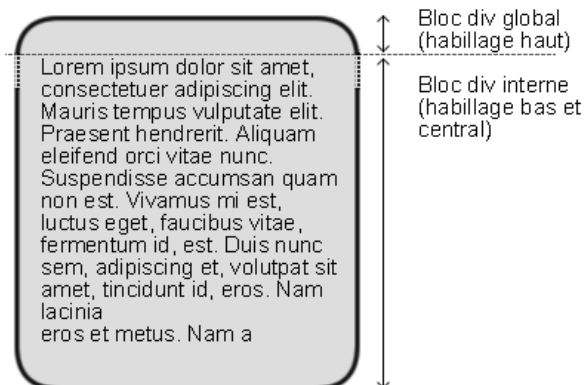 Bloc div global
(habillage haut)
Lorem ipsum dolor sit amet,
consectetuer adipiscing elit.
Mauris tempus vulputate elit.
Praesent hendrerit. Aliquam
eleifend orci vitae nunc.
Suspendisse accumsan quam
non est. Vivamus mi est,
luctus eget, faucibus vitae,
fermentum id, est. Duis nunc
sem, adipiscing et, volutpat sit
amet, tincidunt id, eros. Nam
lacinia
eros et metus. Nam a
Bloc div interne
(habillage bas et
central)